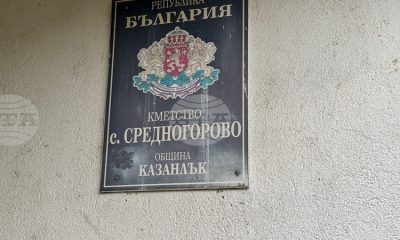 РЕПУБЛИКА
БЪЛГАРИЯ
КМЕТСТВО
с. СРЕДНОГОРОВО
ОБЩИНА
КАЗАНЛЪК